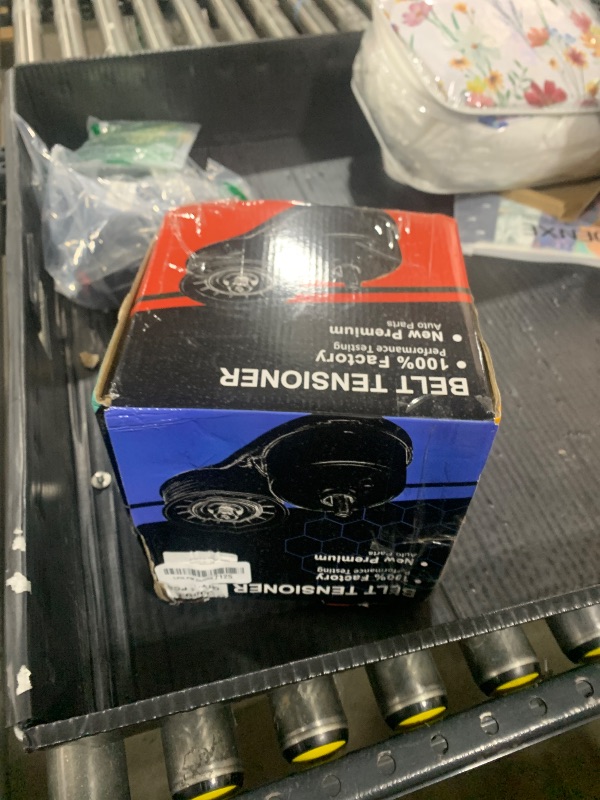 BELT TENSIONER
• 100% Factory
Performance Testing
• New Premium
Auto Parts
BELT TENSIONER
• 100% Factory
Performance Testing
• New Premium
Auto Parts